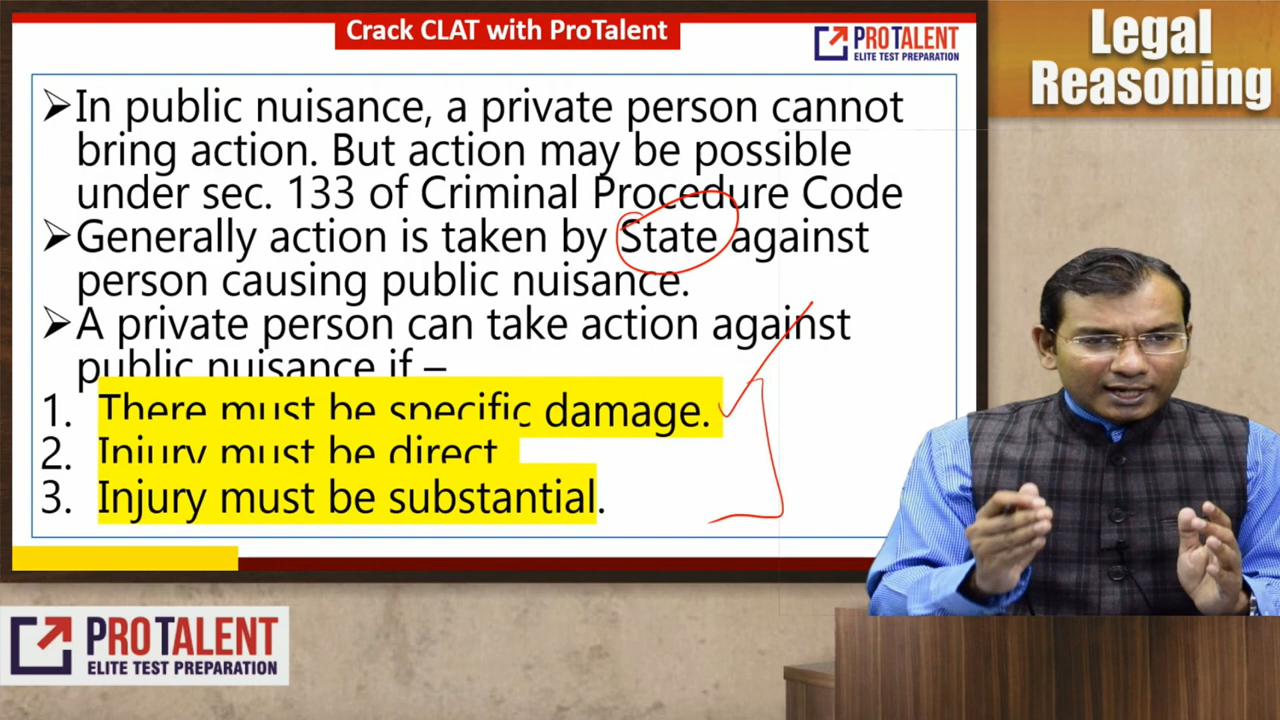 Crack CLAT with ProTalent
PROTALENT
ELITE TEST PREPARATION
Legal
Reasoning
➤In public nuisance, a private person cannot
bring action. But action may be possible
under sec. 133 of Criminal Procedure Code
➤Generally action is taken by State against
person causing public nuisance.
➤A private person can take action against
public nuisance if –
1. There must be specific damage.
2. Injury must be direct
3. Injury must be substantial.
PROTALENT
ELITE TEST PREPARATION